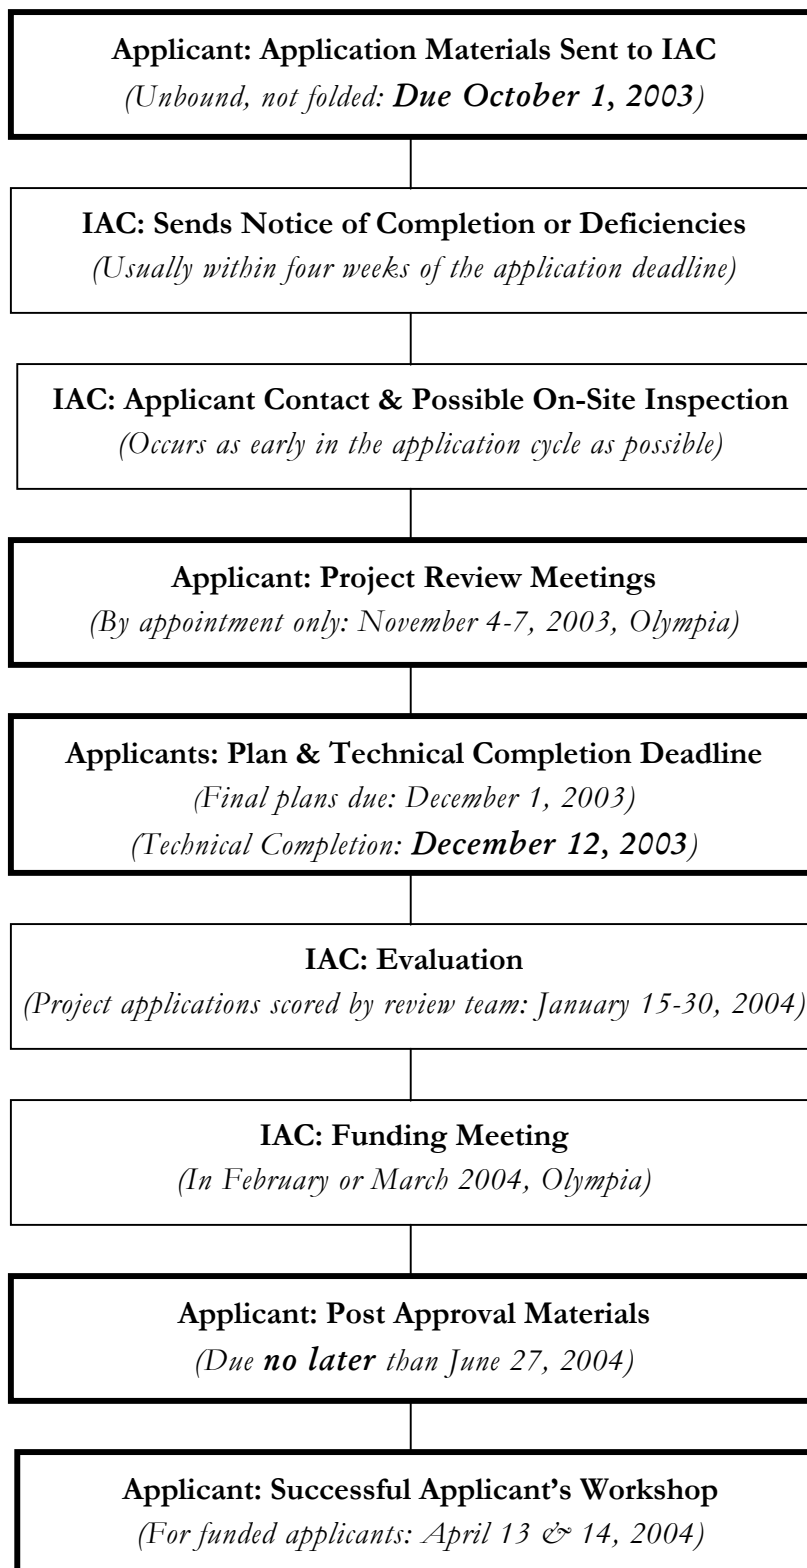 Applicant: Application Materials Sent to IAC
(Unbound, not folded: Due October 1, 2003)
IAC: Sends Notice of Completion or Deficiencies
(Usually within four weeks of the application deadline)
IAC: Applicant Contact & Possible On-Site Inspection
(Occurs as early in the application cycle as possible)
Applicant: Project Review Meetings
(By appointment only: November 4-7, 2003, Olympia)
Applicants: Plan & Technical Completion Deadline
(Final plans due: December 1, 2003)
(Technical Completion: December 12, 2003)
IAC: Evaluation
(Project applications scored by review team: January 15-30, 2004)
IAC: Funding Meeting
(In February or March 2004, Olympia)
Applicant: Post Approval Materials
(Due no later than June 27, 2004)
Applicant: Successful Applicant's Workshop
(For funded applicants: April 13 & 14, 2004)